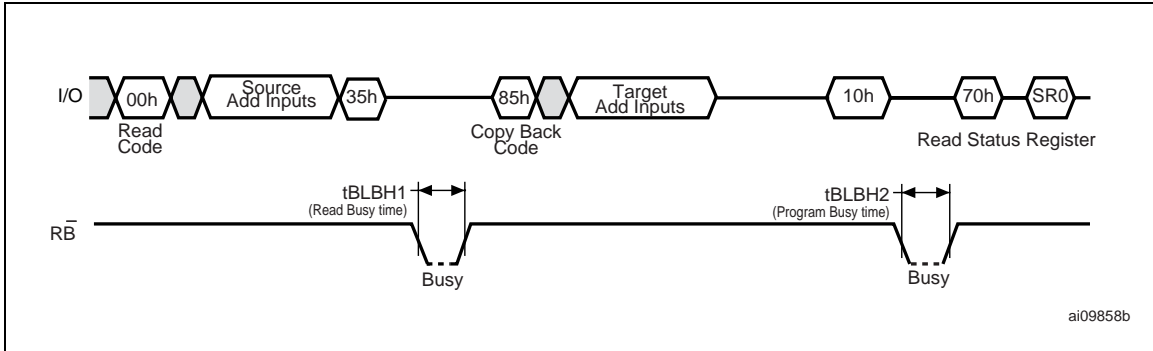 I/O 00h Source Add Inputs 35h 85h Target Add Inputs 10h 70h SR0
Read Code
Copy Back Code
Read Status Register
tBLBH1
(Read Busy time)
tBLBH2
(Program Busy time)
RB̅
Busy
Busy
ai09858b